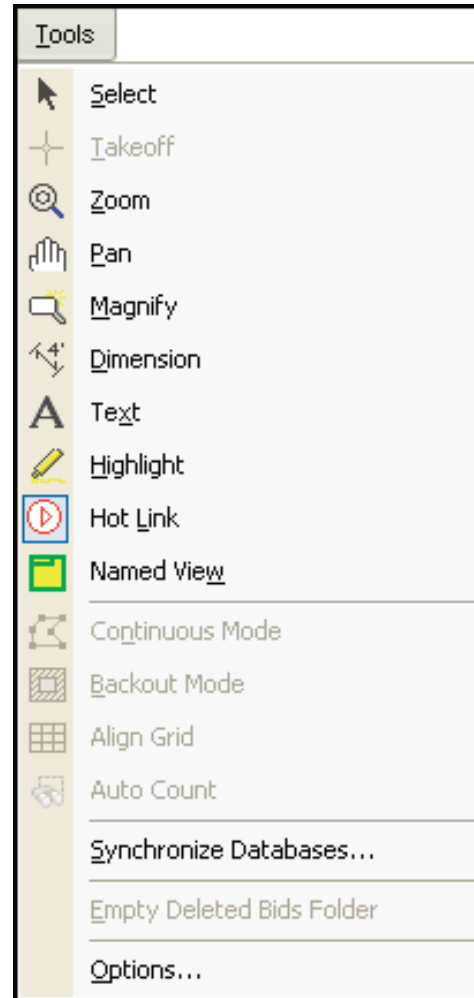 Tools
Select
Takeoff
Zoom
Pan
Magnify
4'
Dimension
A
Text
Highlight
Hot Link
Named View
Continuous Mode
Backout Mode
Align Grid
Auto Count
Synchronize Databases...
Empty Deleted Bids Folder
Options...